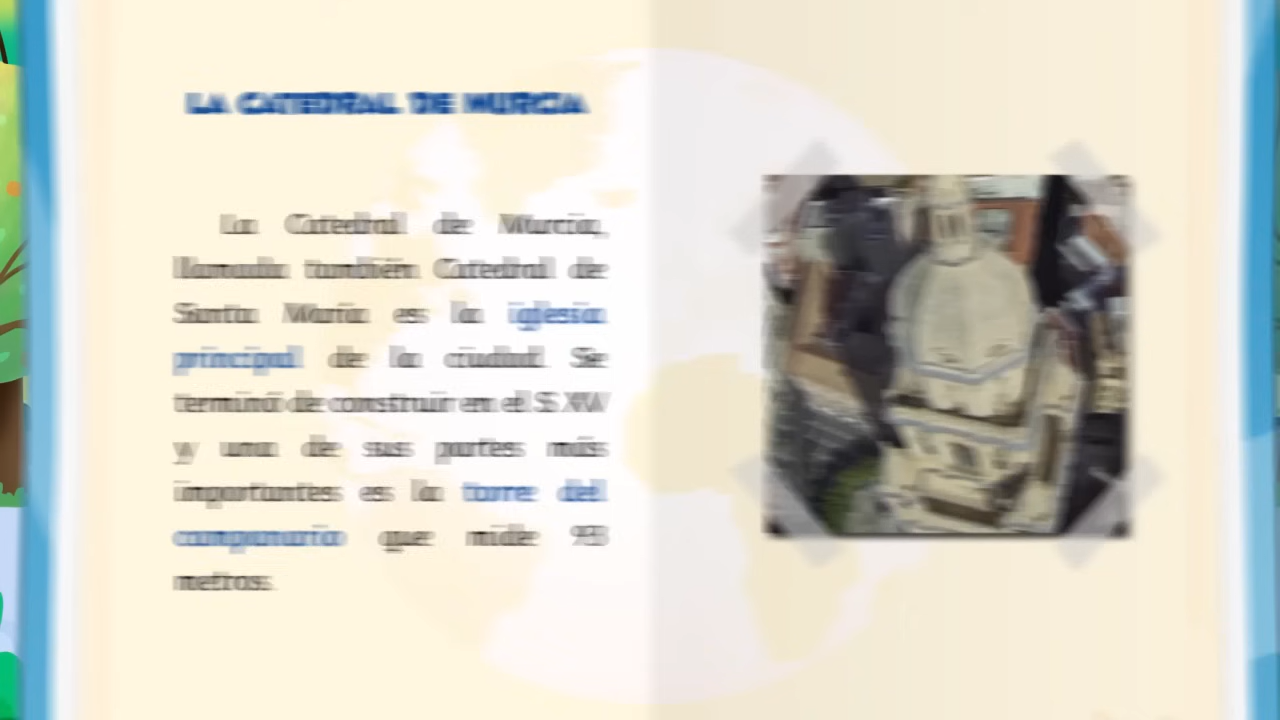 LA CATEDRAL DE MURCIA
La Catedral de Murcia,
llamada también Catedral de
Santa María es la iglesia
principal de la ciudad. Se
terminó de construir en el S
y una de sus partes más
importantes es la torre del
campanario que mide
metros.